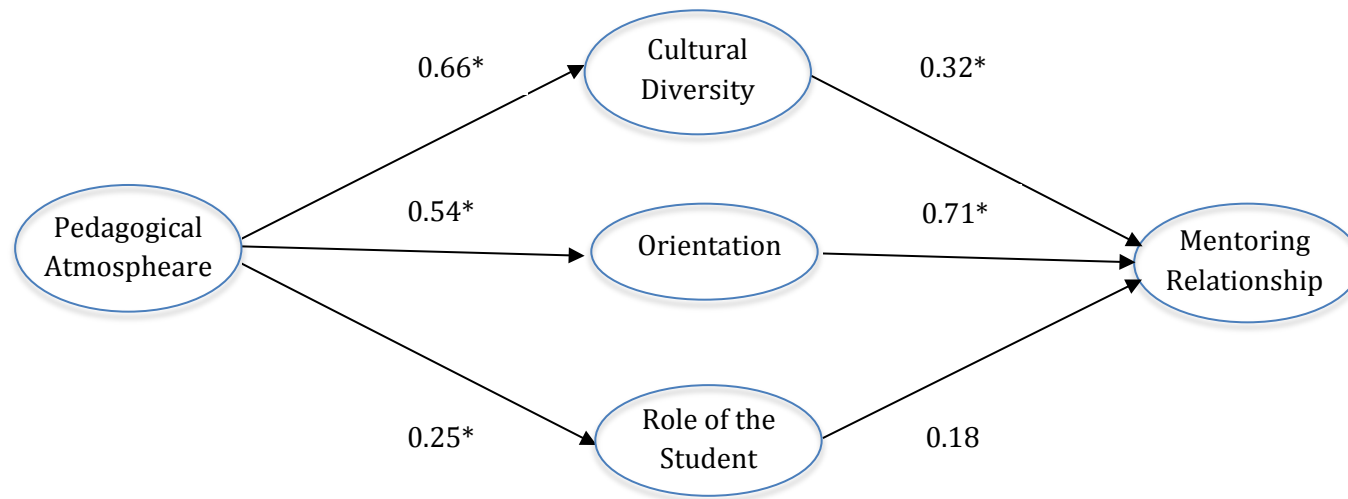 Cultural
Diversity
0.66*
0.32*
Pedagogical
Atmospheare
0.54*
Orientation
0.71*
Mentoring
Relationship
0.25*
Role of the
Student
0.18